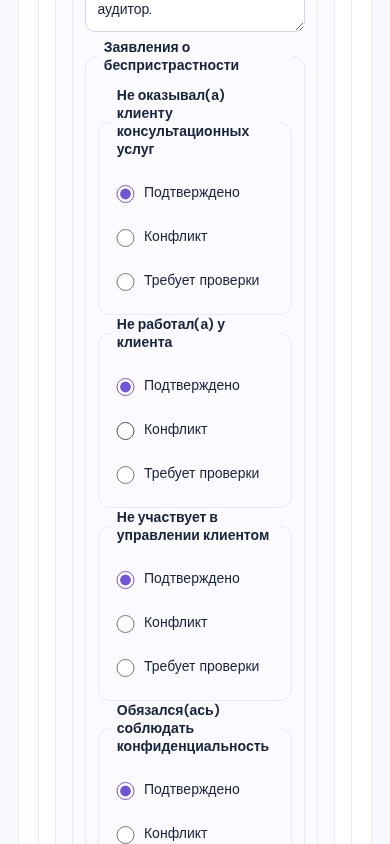 аудитор.
Заявления о
беспристрастности
Не оказывал(а)
клиенту
консультационных
услуг
Подтверждено
Конфликт
Требует проверки
Не работал(а) у
клиента
Подтверждено
Конфликт
Требует проверки
Не участвует в
управлении клиентом
Подтверждено
Конфликт
Требует проверки
Обязался(ась)
соблюдать
конфиденциальность
Подтверждено
Конфликт